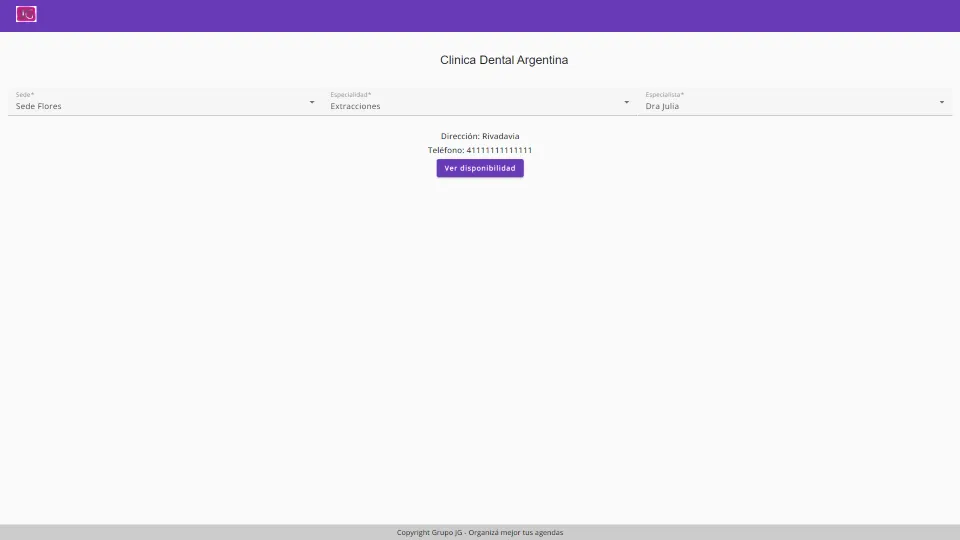 Clinica Dental Argentina
Sede*
Sede Flores
Especialidad*
Extracciones
Especialista*
Dra Julia
Dirección: Rivadavia
Teléfono: 41111111111111
Ver disponibilidad
Copyright Grupo JG - Organizá mejor tus agendas